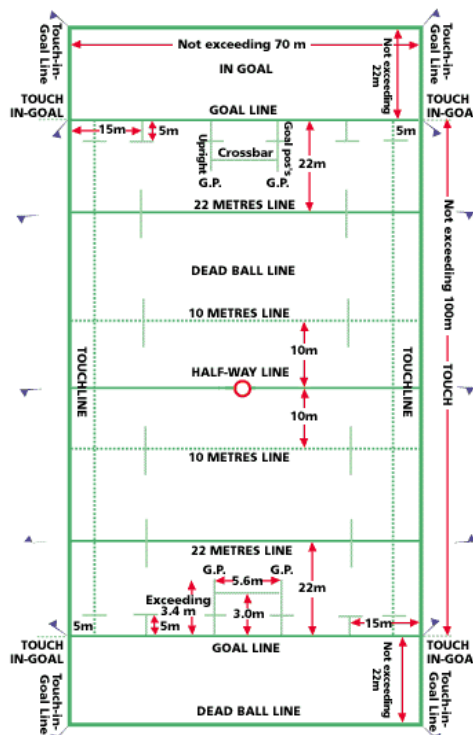 Touch-in-
Goal Line
Not exceeding 70 m
Not exceeding
22m
Touch-in-
Goal Line
IN GOAL
TOUCH
IN-GOAL
GOAL LINE
TOUCH
IN-GOAL
15m
5m
Upright
Crossbar
Goal pos's
22m
5m
G.P.
G.P.
22 METRES LINE
Not exceeding 100m
DEAD BALL LINE
10 METRES LINE
10m
TOUCHLINE
HALF-WAY LINE
TOUCHLINE
TOUCH
10m
10 METRES LINE
22 METRES LINE
G.P.
G.P.
5.6m
22m
Exceeding
3.4 m
3.0m
5m
5m
15m
TOUCH
IN-GOAL
GOAL LINE
TOUCH
IN-GOAL
Touch-in-
Goal Line
Not exceeding
22m
Touch-in-
Goal Line
DEAD BALL LINE